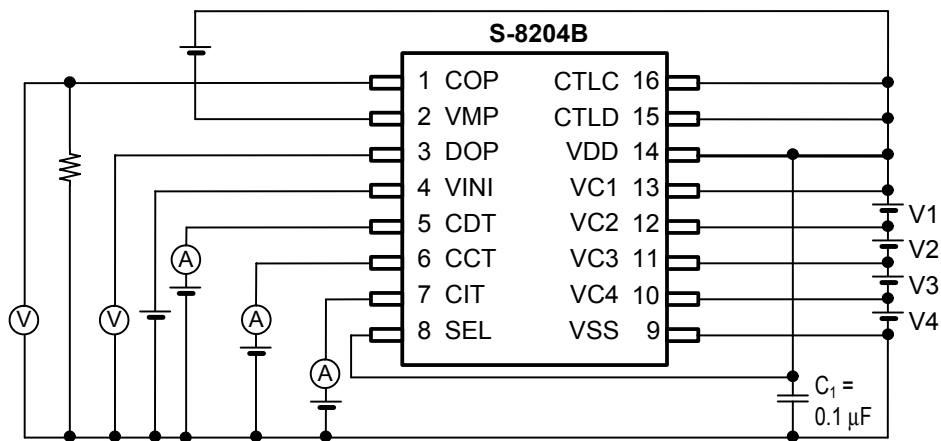 S-8204B
1 COP CTLC 16
2 VMP CTLD 15
3 DOP VDD 14
4 VINI VC1 13
5 CDT VC2 12
6 CCT VC3 11
7 CIT VC4 10
8 SEL VSS 9
V1
V2
V3
V4
V
V
A
A
A
C₁ =
0.1 μF